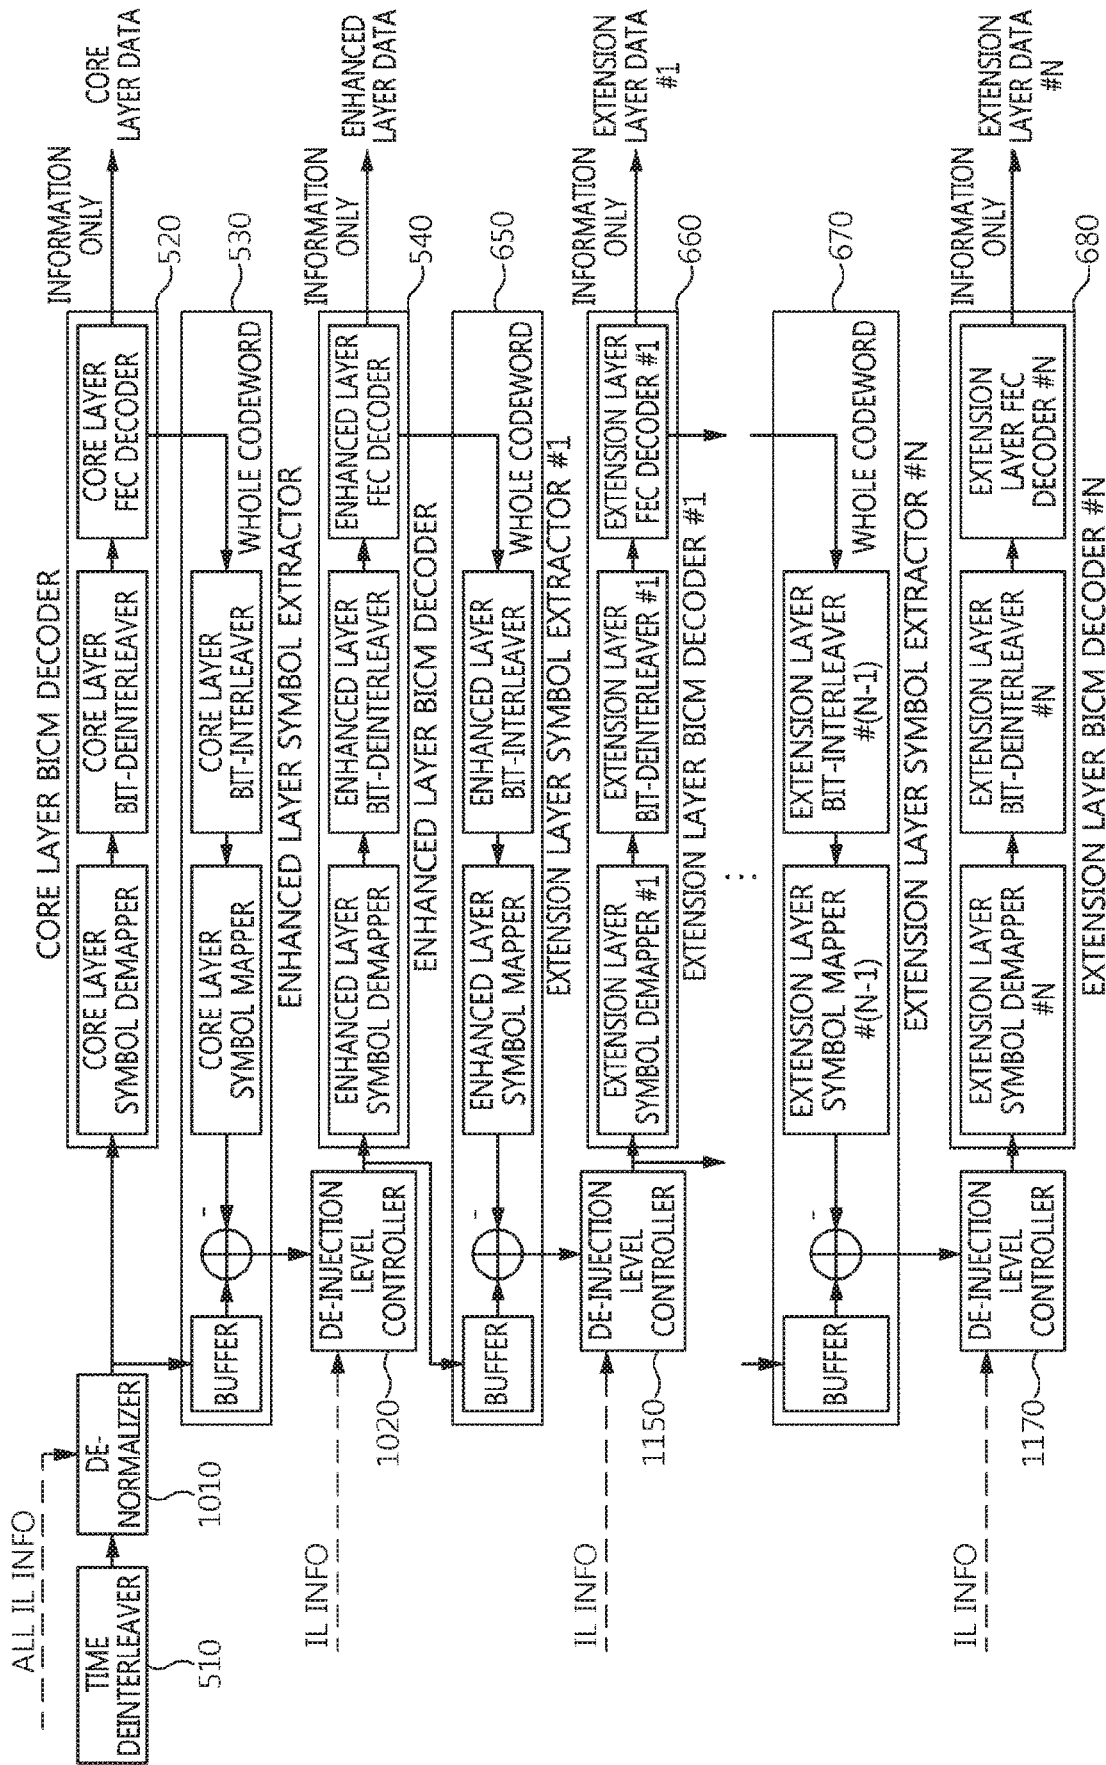 ALL IL INFO
TIME
DEINTERLEAVER
510
DE-
NORMALIZER
1010
CORE LAYER BICM DECODER
CORE LAYER
SYMBOL DEMAPPER
CORE LAYER
BIT-DEINTERLEAVER
CORE LAYER
FEC DECODER
INFORMATION
ONLY
CORE
LAYER DATA
520
BUFFER
-
CORE LAYER
SYMBOL MAPPER
CORE LAYER
BIT-INTERLEAVER
WHOLE CODEWORD
530
ENHANCED LAYER SYMBOL EXTRACTOR
IL INFO
DE-INJECTION
LEVEL
CONTROLLER
1020
ENHANCED LAYER
SYMBOL DEMAPPER
ENHANCED LAYER
BIT-DEINTERLEAVER
ENHANCED LAYER
FEC DECODER
INFORMATION
ONLY
ENHANCED
LAYER DATA
540
ENHANCED LAYER BICM DECODER
BUFFER
-
ENHANCED LAYER
SYMBOL MAPPER
ENHANCED LAYER
BIT-INTERLEAVER
WHOLE CODEWORD
650
EXTENSION LAYER SYMBOL EXTRACTOR #1
IL INFO
DE-INJECTION
LEVEL
CONTROLLER
1150
EXTENSION LAYER
SYMBOL DEMAPPER #1
EXTENSION LAYER
BIT-DEINTERLEAVER #1
EXTENSION LAYER
FEC DECODER #1
INFORMATION
ONLY
EXTENSION
LAYER DATA
#1
660
EXTENSION LAYER BICM DECODER #1
...
BUFFER
-
EXTENSION LAYER
SYMBOL MAPPER
#(N-1)
EXTENSION LAYER
BIT-INTERLEAVER
#(N-1)
WHOLE CODEWORD
670
EXTENSION LAYER SYMBOL EXTRACTOR #N
IL INFO
DE-INJECTION
LEVEL
CONTROLLER
1170
EXTENSION LAYER
SYMBOL DEMAPPER
#N
EXTENSION LAYER
BIT-DEINTERLEAVER
#N
EXTENSION
LAYER FEC
DECODER #N
INFORMATION
ONLY
EXTENSION
LAYER DATA
#N
680
EXTENSION LAYER BICM DECODER #N